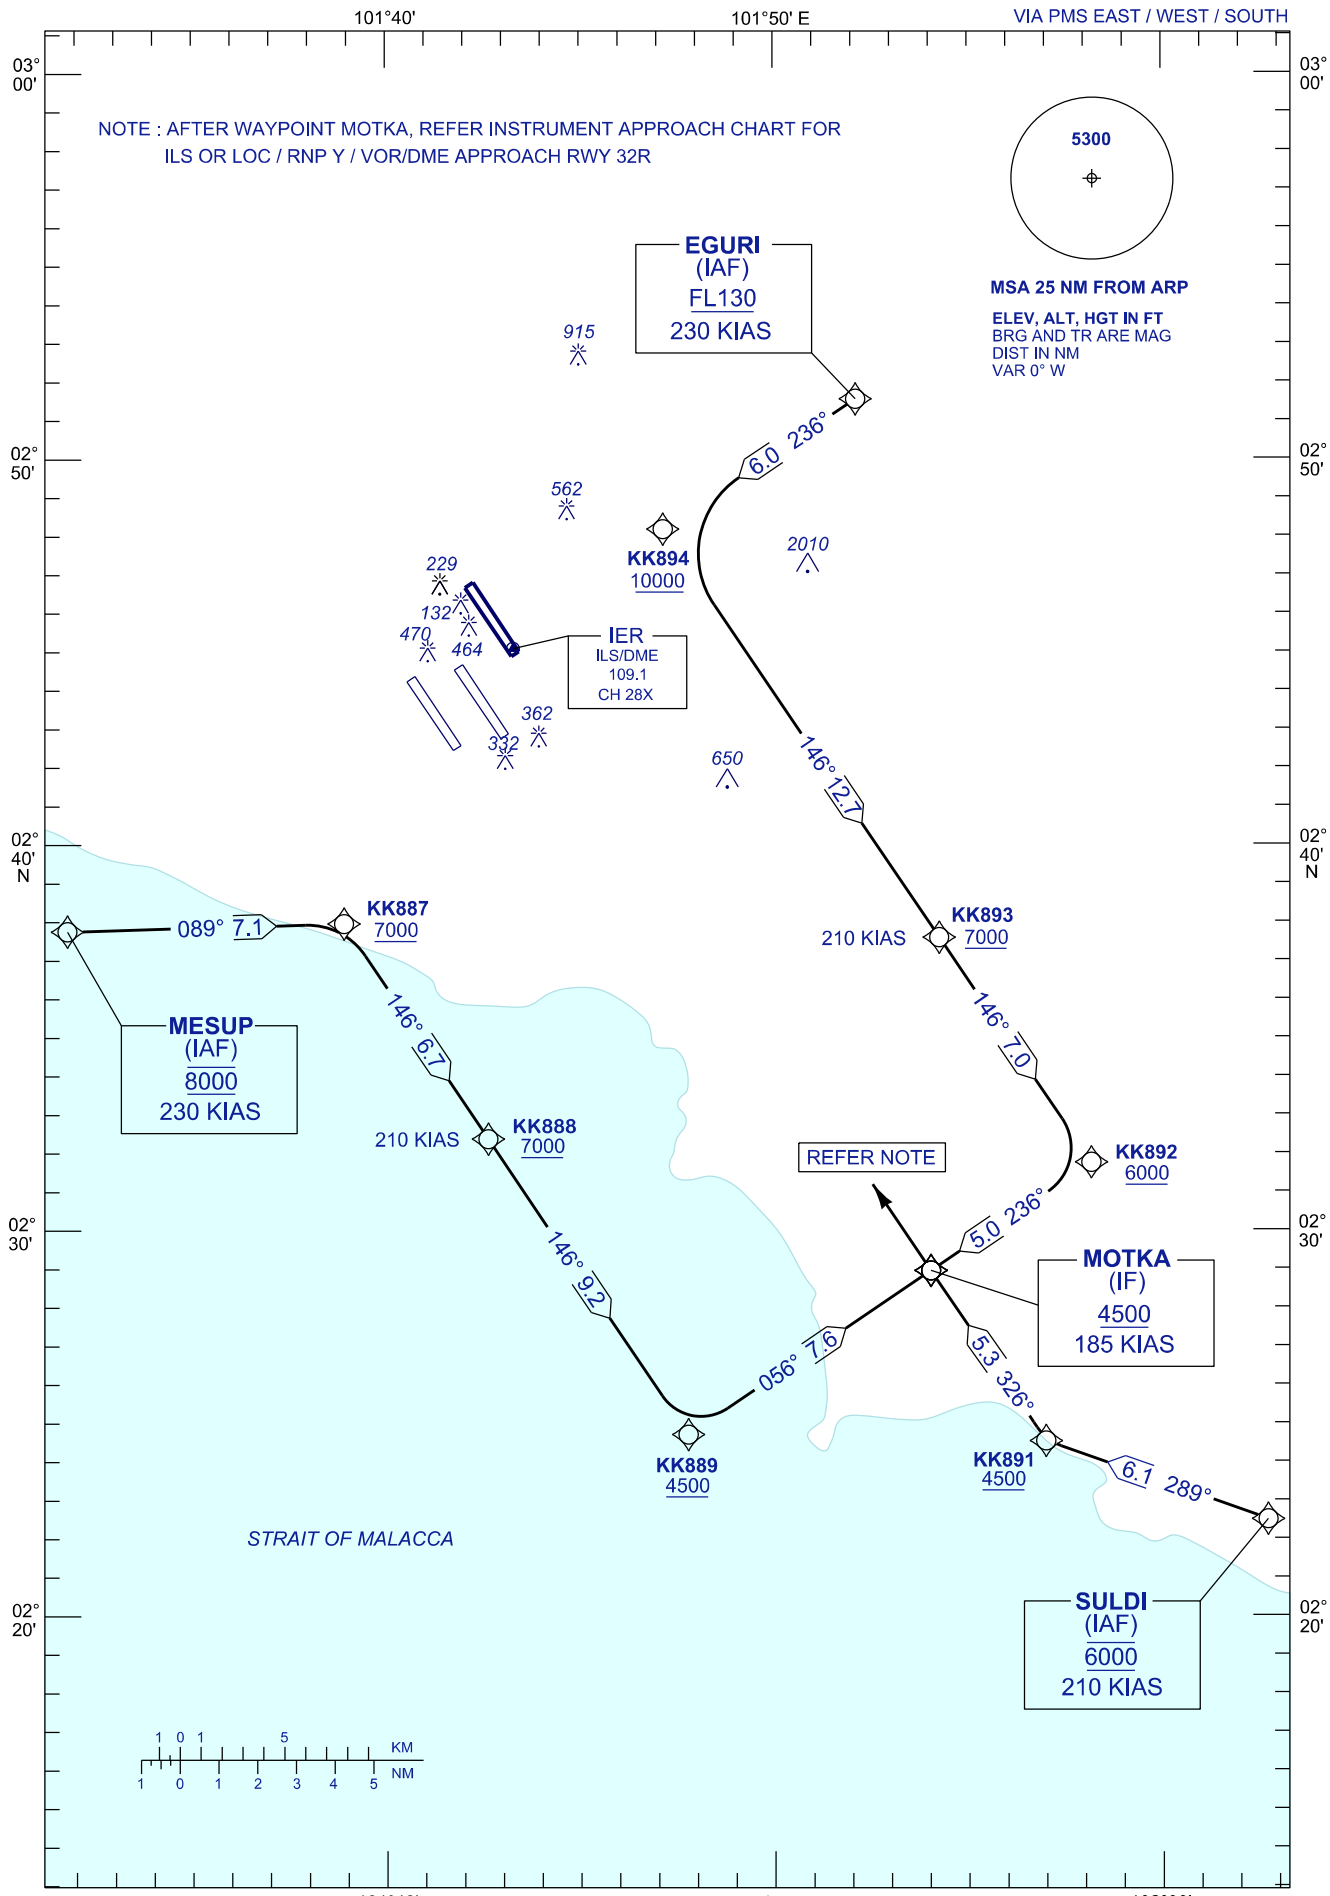 101°40'
101°50' E
VIA PMS EAST / WEST / SOUTH
03°
00'
03°
00'
NOTE : AFTER WAYPOINT MOTKA, REFER INSTRUMENT APPROACH CHART FOR
ILS OR LOC / RNP Y / VOR/DME APPROACH RWY 32R
5300
MSA 25 NM FROM ARP
ELEV, ALT, HGT IN FT
BRG AND TR ARE MAG
DIST IN NM
VAR 0° W
EGURI
(IAF)
FL130
230 KIAS
915
6.0 236°
02°
50'
02°
50'
562
KK894
10000
2010
229
132
470
464
IER
ILS/DME
109.1
CH 28X
362
332
650
146° 12.7
02°
40'
N
02°
40'
N
KK887
7000
089° 7.1
KK893
7000
210 KIAS
MESUP
(IAF)
8000
230 KIAS
146° 6.7
146° 7.0
KK888
7000
210 KIAS
REFER NOTE
KK892
6000
5.0 236°
02°
30'
02°
30'
146° 9.2
MOTKA
(IF)
4500
185 KIAS
056° 7.6
5.3 326°
KK889
4500
KK891
4500
6.1 289°
STRAIT OF MALACCA
02°
20'
02°
20'
SULDI
(IAF)
6000
210 KIAS
1 0 1 5 KM
1 0 1 2 3 4 5 NM